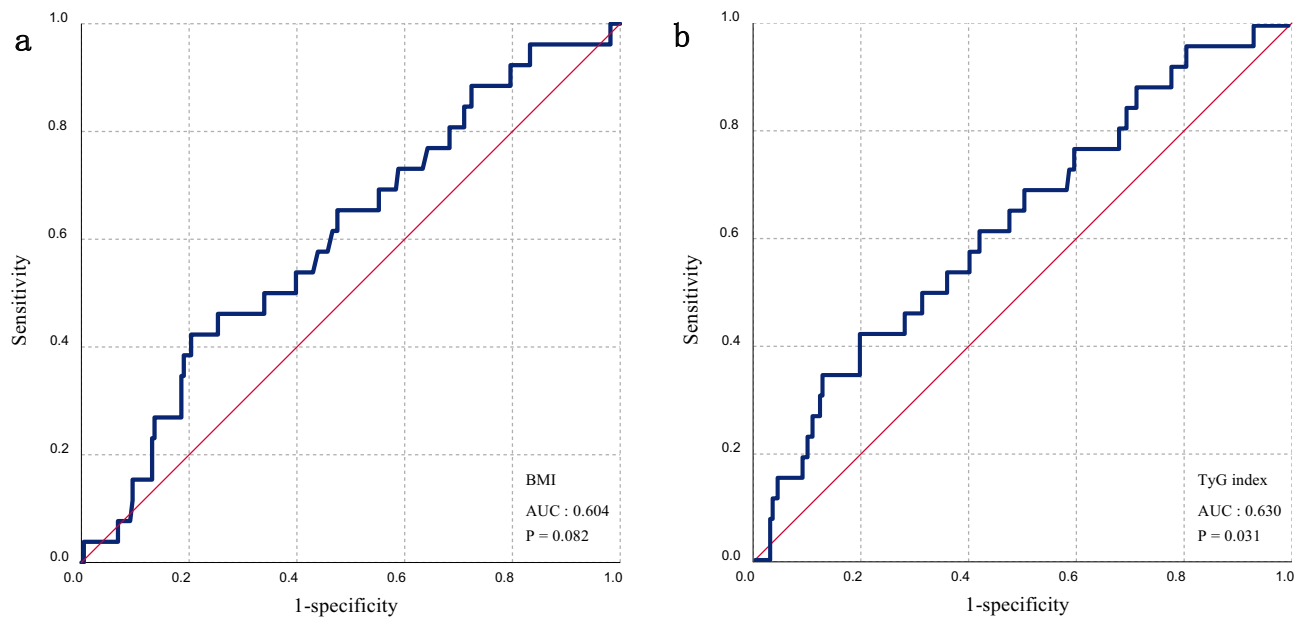 a
1.0
0.8
0.6
0.4
0.2
0.0
Sensitivity
BMI
AUC : 0.604
P = 0.082
0.0 0.2 0.4 0.6 0.8 1.0
1-specificity
b
1.0
0.8
0.6
0.4
0.2
0.0
Sensitivity
TyG index
AUC : 0.630
P = 0.031
0.0 0.2 0.4 0.6 0.8 1.0
1-specificity